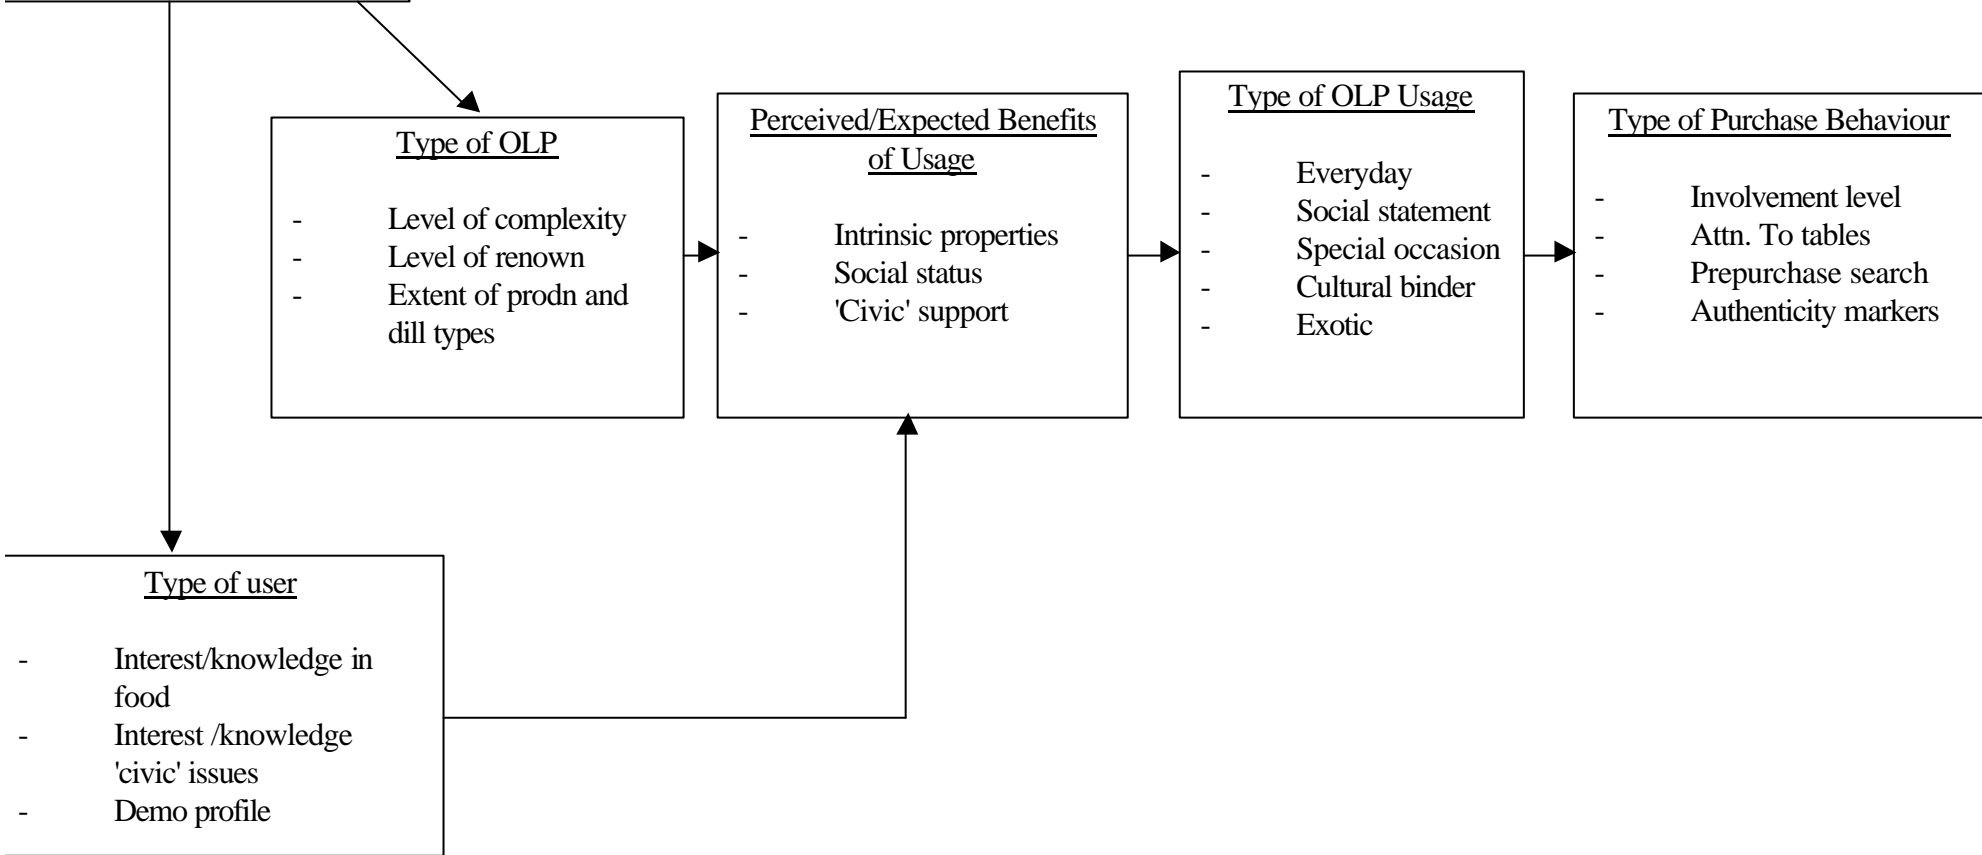 Type of OLP
- Level of complexity
- Level of renown
- Extent of prodn and
dill types
Perceived/Expected Benefits
of Usage
- Intrinsic properties
- Social status
- 'Civic' support
Type of OLP Usage
- Everyday
- Social statement
- Special occasion
- Cultural binder
- Exotic
Type of Purchase Behaviour
- Involvement level
- Attn. To tables
- Prepurchase search
- Authenticity markers
Type of user
- Interest/knowledge in
food
- Interest /knowledge
'civic' issues
- Demo profile